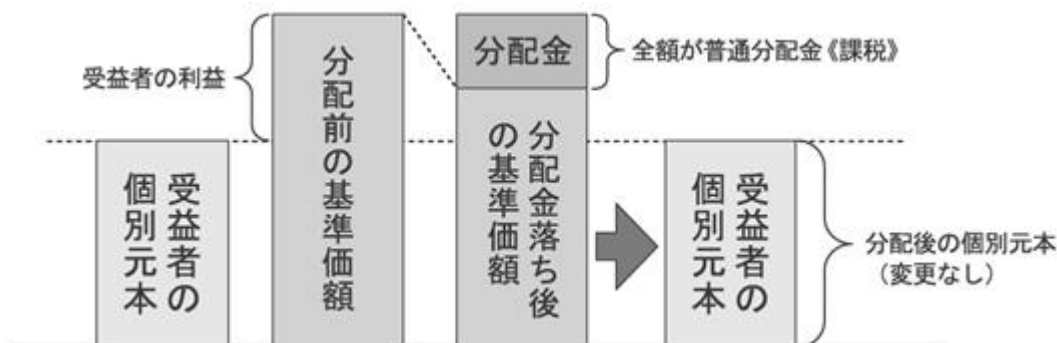 受益者の利益
受益者の
個別元本
分配前の基準価額
分配金
全額が普通分配金《課税》
分配金落ち後
の基準価額
受益者の
個別元本
分配後の個別元本
（変更なし）